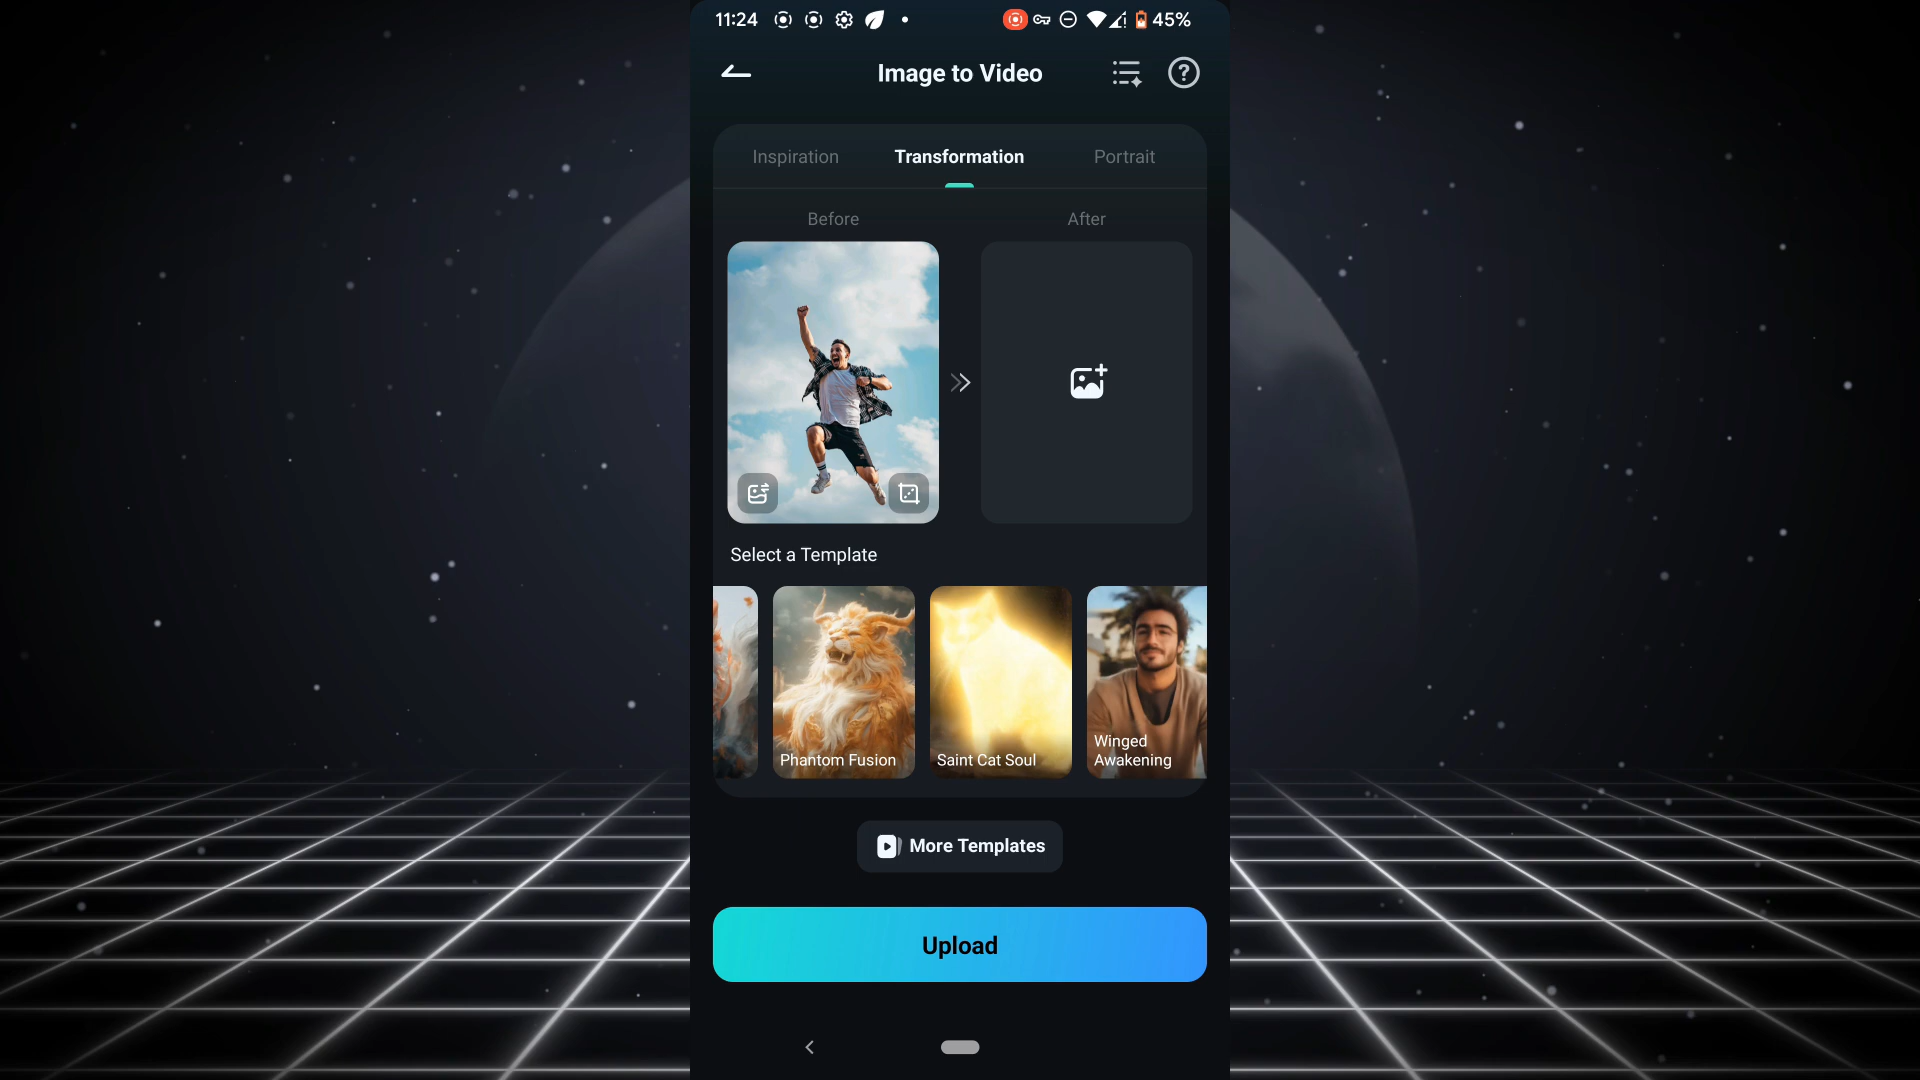 11:24
45%
Image to Video
Inspiration
Transformation
Portrait
Before
After
Select a Template
Phantom Fusion
Saint Cat Soul
Winged
Awakening
More Templates
Upload